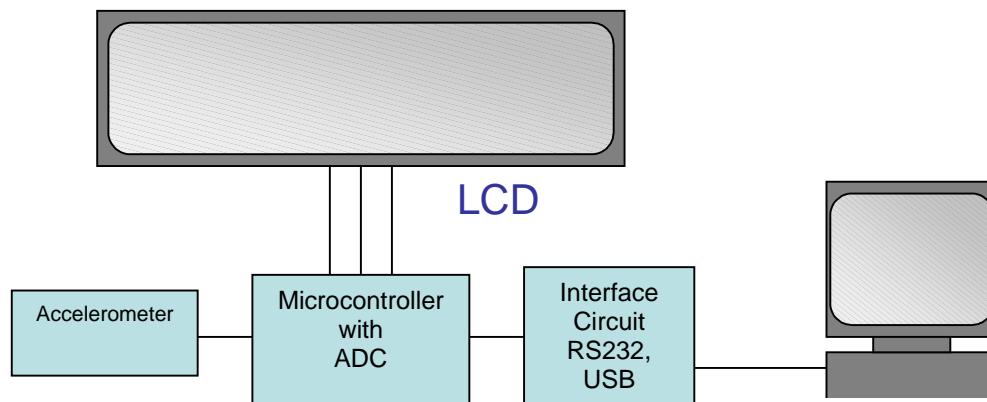 LCD
Accelerometer
Microcontroller
with
ADC
Interface
Circuit
RS232,
USB